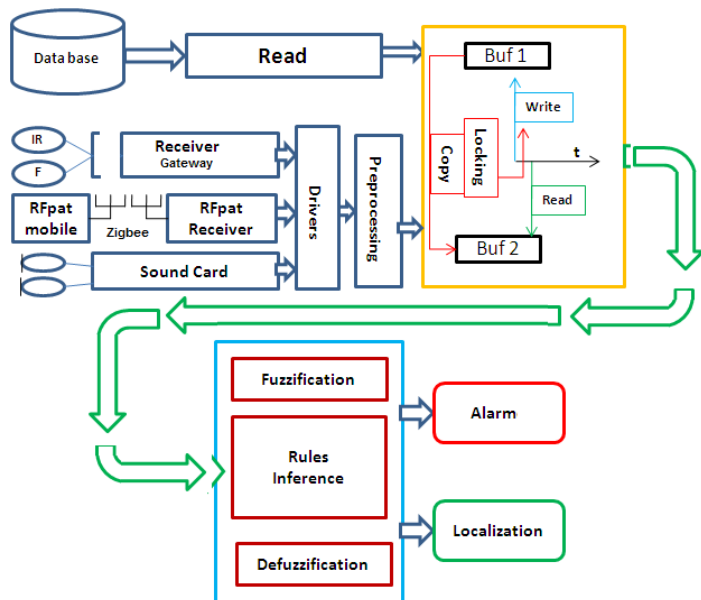 Data base
Read
Buf 1
Write
Locking
Copy
t
Read
Buf 2
IR
F
Receiver
Gateway
RFpat
mobile
Zigbee
RFpat
Receiver
Sound Card
Drivers
Preprocessing
Fuzzification
Rules
Inference
Defuzzification
Alarm
Localization